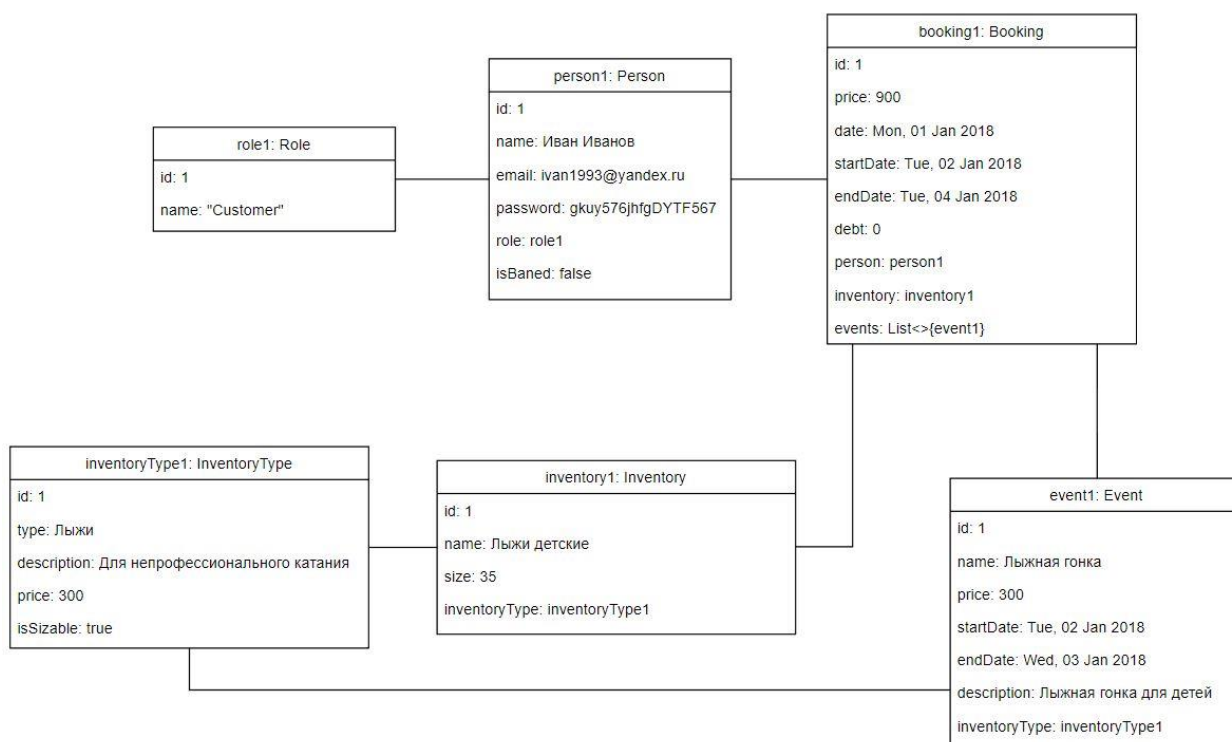 booking1: Booking
id: 1
price: 900
date: Mon, 01 Jan 2018
startDate: Tue, 02 Jan 2018
endDate: Tue, 04 Jan 2018
debt: 0
person: person1
inventory: inventory1
events: List<>{event1}
person1: Person
id: 1
name: Иван Иванов
email: ivan1993@yandex.ru
password: gkuy576jhfgDYTF567
role: role1
isBaned: false
role1: Role
id: 1
name: "Customer"
inventoryType1: InventoryType
id: 1
type: Лыжи
description: Для непрофессионального катания
price: 300
isSizable: true
inventory1: Inventory
id: 1
name: Лыжи детские
size: 35
inventoryType: inventoryType1
event1: Event
id: 1
name: Лыжная гонка
price: 300
startDate: Tue, 02 Jan 2018
endDate: Wed, 03 Jan 2018
description: Лыжная гонка для детей
inventoryType: inventoryType1